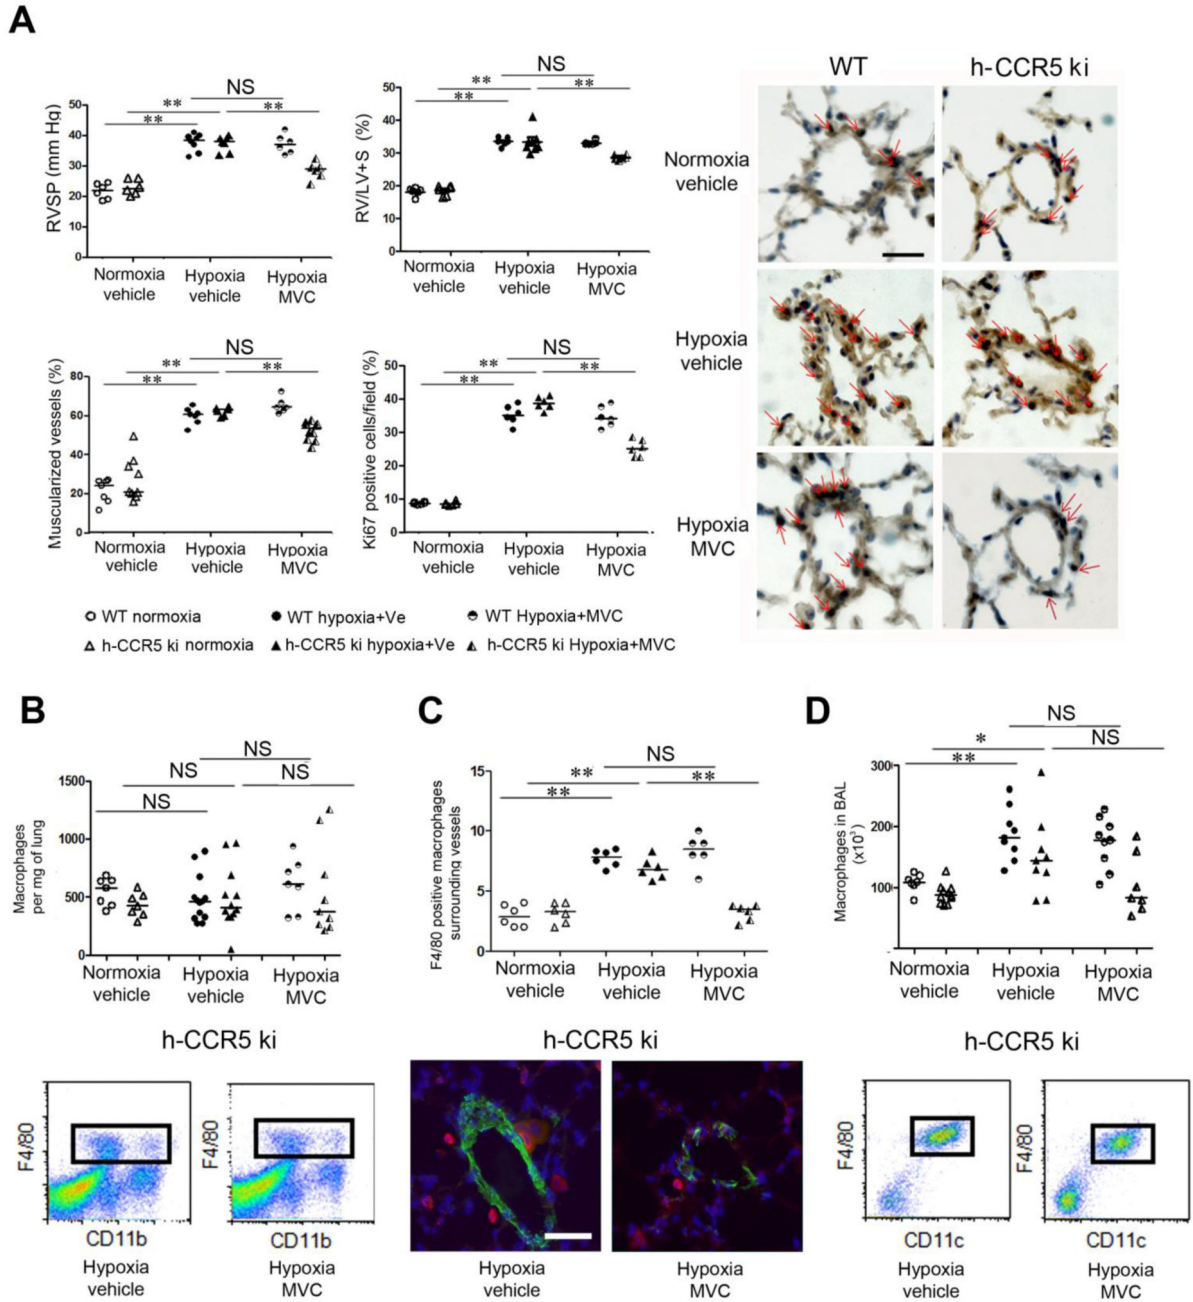 A
WT
h-CCR5 ki
NS
**
**
**
RVSP (mm Hg)
50
40
30
20
10
0
Normoxia
vehicle
Hypoxia
vehicle
Hypoxia
MVC
NS
**
**
**
RV/LV+S (%)
50
40
30
20
10
0
Normoxia
vehicle
Hypoxia
vehicle
Hypoxia
MVC
Normoxia
vehicle
Hypoxia
vehicle
Hypoxia
MVC
NS
**
**
**
Muscularized vessels (%)
80
60
40
20
0
Normoxia
vehicle
Hypoxia
vehicle
Hypoxia
MVC
NS
**
**
**
Ki67 positive cells/field (%)
50
40
30
20
10
0
Normoxia
vehicle
Hypoxia
vehicle
Hypoxia
MVC
WT normoxia
WT hypoxia+Ve
WT Hypoxia+MVC
h-CCR5 ki normoxia
h-CCR5 ki hypoxia+Ve
h-CCR5 ki Hypoxia+MVC
B
NS
NS
NS
NS
Macrophages
per mg of lung
1500
1000
500
0
Normoxia
vehicle
Hypoxia
vehicle
Hypoxia
MVC
h-CCR5 ki
F4/80
CD11b
Hypoxia
vehicle
F4/80
CD11b
Hypoxia
MVC
C
NS
**
**
**
F4/80 positive macrophages
surrounding vessels
15
10
5
0
Normoxia
vehicle
Hypoxia
vehicle
Hypoxia
MVC
h-CCR5 ki
Hypoxia
vehicle
Hypoxia
MVC
D
NS
*
NS
**
Macrophages in BAL
(x10³)
300
200
100
Normoxia
vehicle
Hypoxia
vehicle
Hypoxia
MVC
h-CCR5 ki
F4/80
CD11c
Hypoxia
vehicle
F4/80
CD11c
Hypoxia
MVC